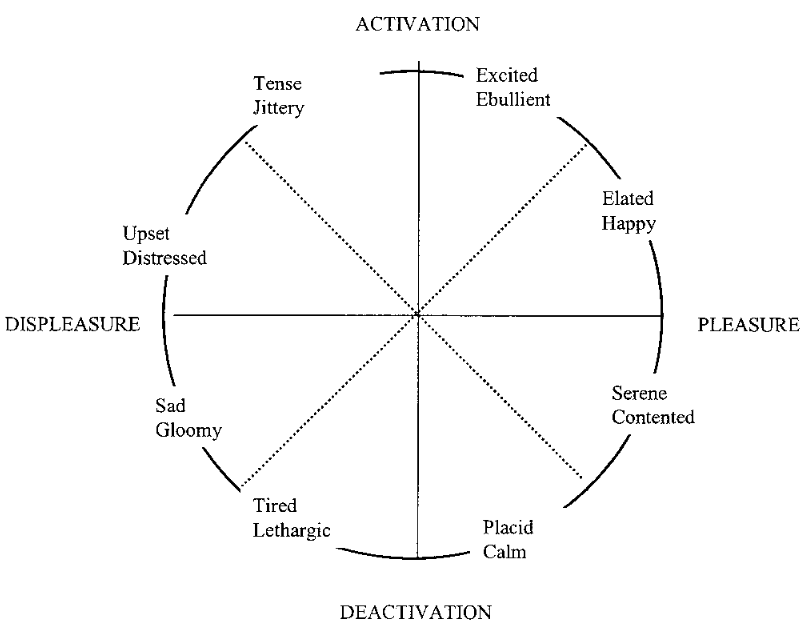 ACTIVATION
Tense
Jittery
Excited
Ebullient
Elated
Happy
Upset
Distressed
DISPLEASURE
PLEASURE
Sad
Gloomy
Serene
Contented
Tired
Lethargic
Placid
Calm
DEACTIVATION